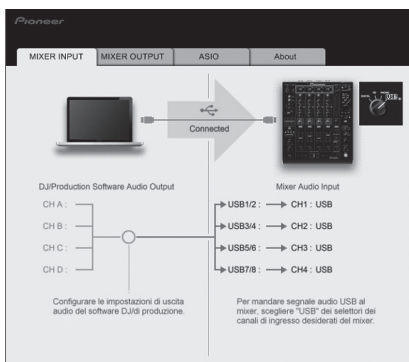 Pioneer
MIXER INPUT
MIXER OUTPUT
ASIO
About
Connected
USB
DJ/Production Software Audio Output
Mixer Audio Input
CH A :
CH B :
CH C :
CH D :
USB1/2 : CH1 : USB
USB3/4 : CH2 : USB
USB5/6 : CH3 : USB
USB7/8 : CH4 : USB
Configurare le impostazioni di uscita
audio del software DJ/di produzione.
Per mandare segnale audio USB al
mixer, scegliere "USB" dei selettori dei
canali di ingresso desiderati del mixer.